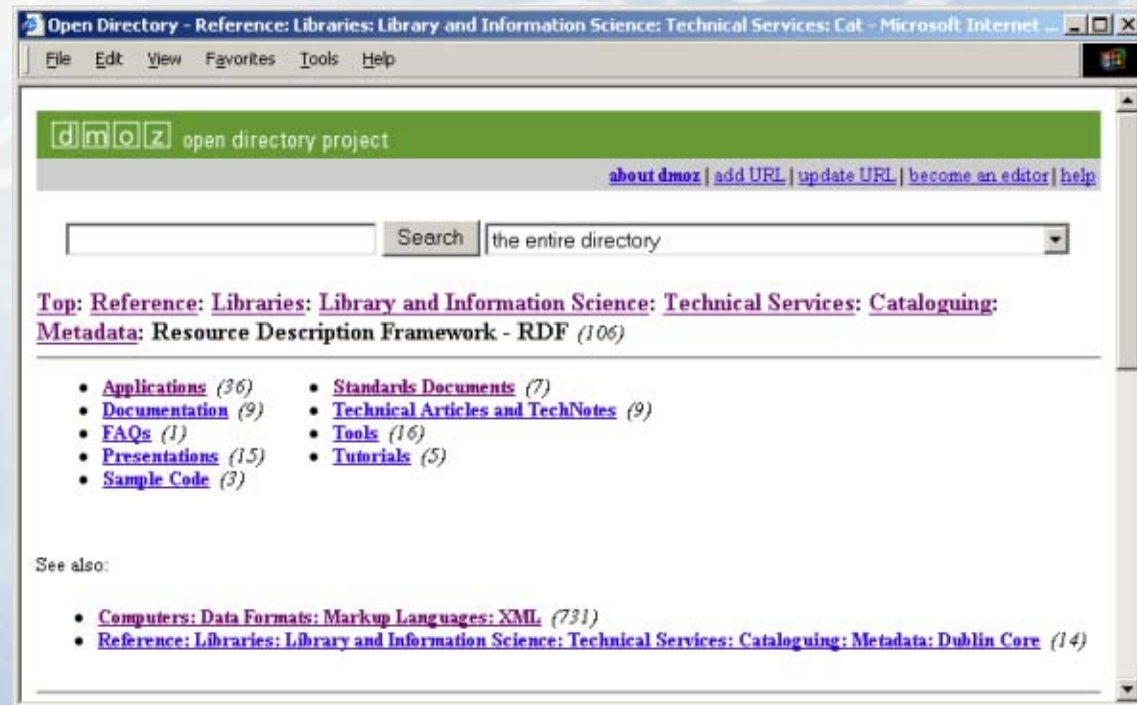 Open Directory - Reference: Libraries: Library and Information Science: Technical Services: Cat - Microsoft Internet ...
File Edit View Favorites Tools Help
dmoz open directory project
about dmoz | add URL | update URL | become an editor | help
Search the entire directory
Top: Reference: Libraries: Library and Information Science: Technical Services: Cataloguing:
Metadata: Resource Description Framework - RDF (106)
• Applications (36) • Standards Documents (7)
• Documentation (9) • Technical Articles and TechNotes (9)
• FAQs (1) • Tools (16)
• Presentations (15) • Tutorials (5)
• Sample Code (3)
See also:
• Computers: Data Formats: Markup Languages: XML (731)
• Reference: Libraries: Library and Information Science: Technical Services: Cataloguing: Metadata: Dublin Core (14)